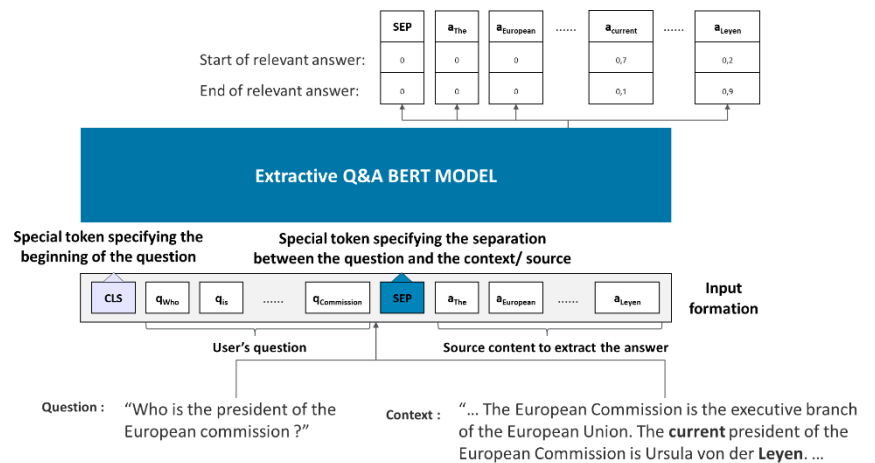 SEP aThe aEuropean ...... acurrent ...... aLeyen
Start of relevant answer: 0 0 0 0,7 0,2
End of relevant answer: 0 0 0 0,1 0,9
Extractive Q&A BERT MODEL
Special token specifying the
beginning of the question
Special token specifying the separation
between the question and the context/ source
CLS qWho qis ...... qCommission SEP aThe aEuropean ...... aLeyen
Input
formation
User's question
Source content to extract the answer
Question :
“Who is the president of the
European commission ?”
Context :
“... The European Commission is the executive branch
of the European Union. The current president of the
European Commission is Ursula von der Leyen. ...